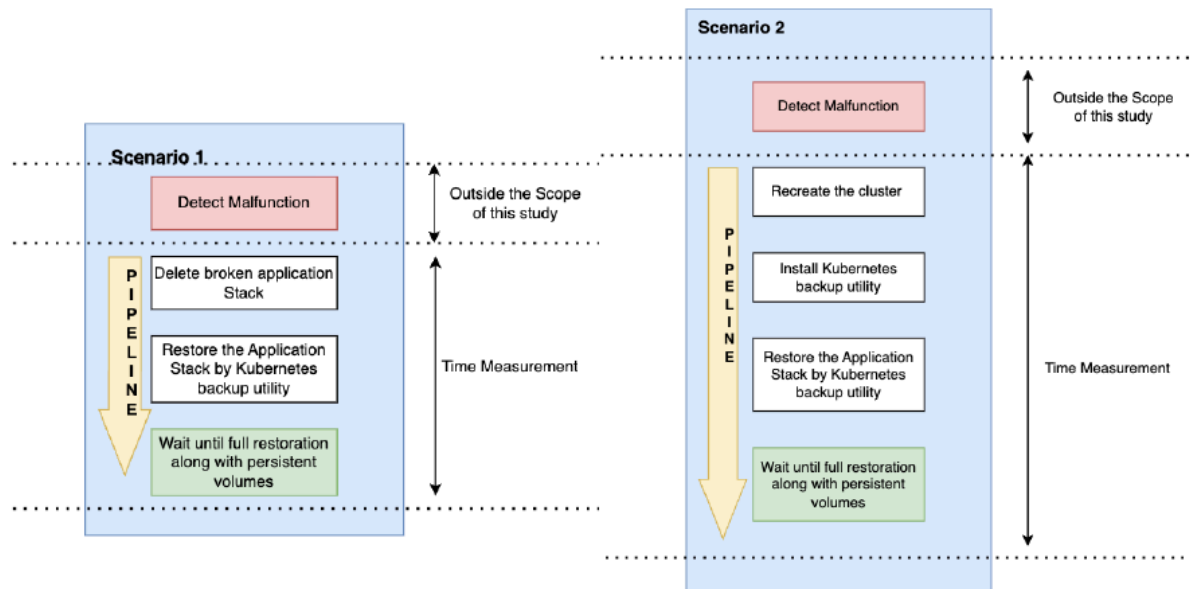 Scenario 1
Detect Malfunction
Outside the Scope
of this study
PIPELINE
Delete broken application
Stack
Restore the Application
Stack by Kubernetes
backup utility
Wait until full restoration
along with persistent
volumes
Time Measurement
Scenario 2
Detect Malfunction
Outside the Scope
of this study
PIPELINE
Recreate the cluster
Install Kubernetes
backup utility
Restore the Application
Stack by Kubernetes
backup utility
Wait until full restoration
along with persistent
volumes
Time Measurement